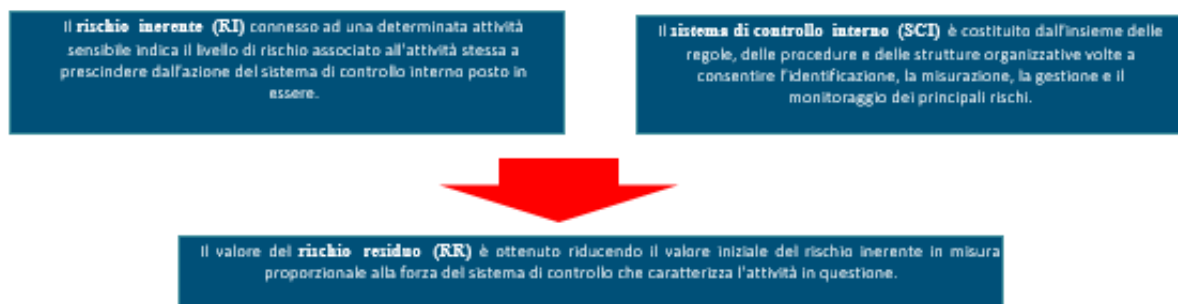 Il rischio inerente (RI) connesso ad una determinata attività
sensibile indica il livello di rischio associato all'attività stessa a
prescindere dall'azione del sistema di controllo interno posto in
essere.
Il sistema di controllo interno (SCI) è costituito dall'insieme delle
regole, delle procedure e delle strutture organizzative volte a
consentire l'identificazione, la misurazione, la gestione e il
monitoraggio dei principali rischi.
Il valore del rischio residuo (RR) è ottenuto riducendo il valore iniziale del rischio inerente in misura
proporzionale alla forza del sistema di controllo che caratterizza l'attività in questione.